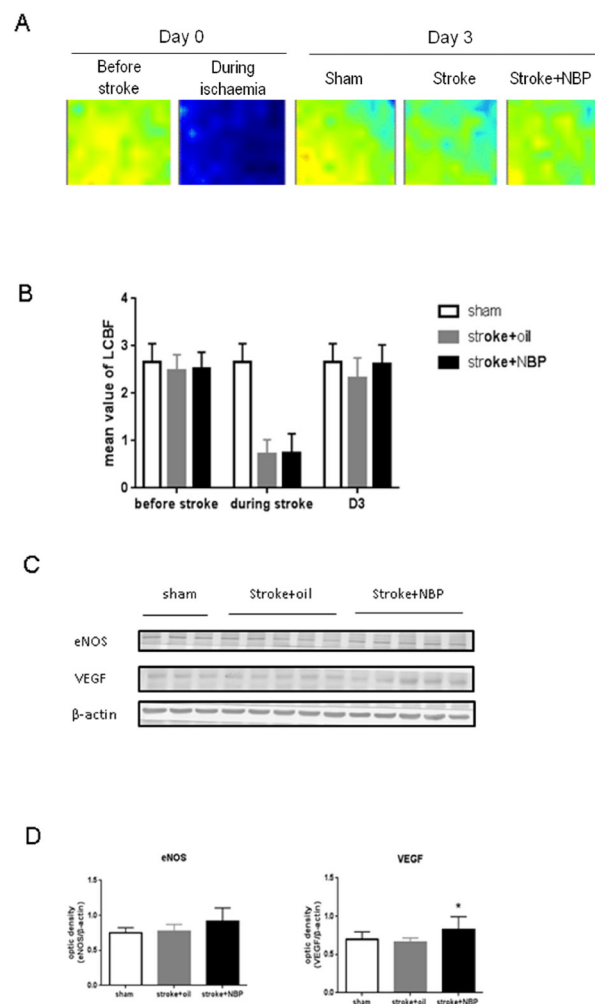 A
Day 0
Day 3
Before
stroke
During
ischaemia
Sham
Stroke
Stroke+NBP
B
mean value of LCBF
4
3
2
1
0
before stroke
during stroke
D3
sham
stroke+oil
stroke+NBP
C
sham
Stroke+oil
Stroke+NBP
eNOS
VEGF
β-actin
D
eNOS
optic density
(eNOS/β-actin)
1.5
1.0
0.5
0.0
sham
stroke+oil
stroke+NBP
VEGF
optic density
(VEGF/β-actin)
1.5
1.0
0.5
0.0
*
sham
stroke+oil
stroke+NBP